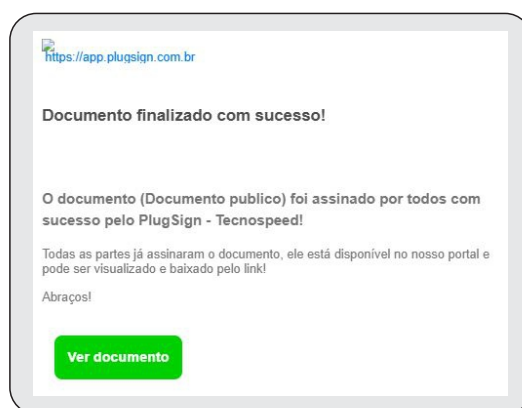 https://app.plugsign.com.br
Documento finalizado com sucesso!
O documento (Documento publico) foi assinado por todos com
sucesso pelo PlugSign - Tecnospeed!
Todas as partes já assinaram o documento, ele está disponível no nosso portal e
pode ser visualizado e baixado pelo link!
Abraços!
Ver documento